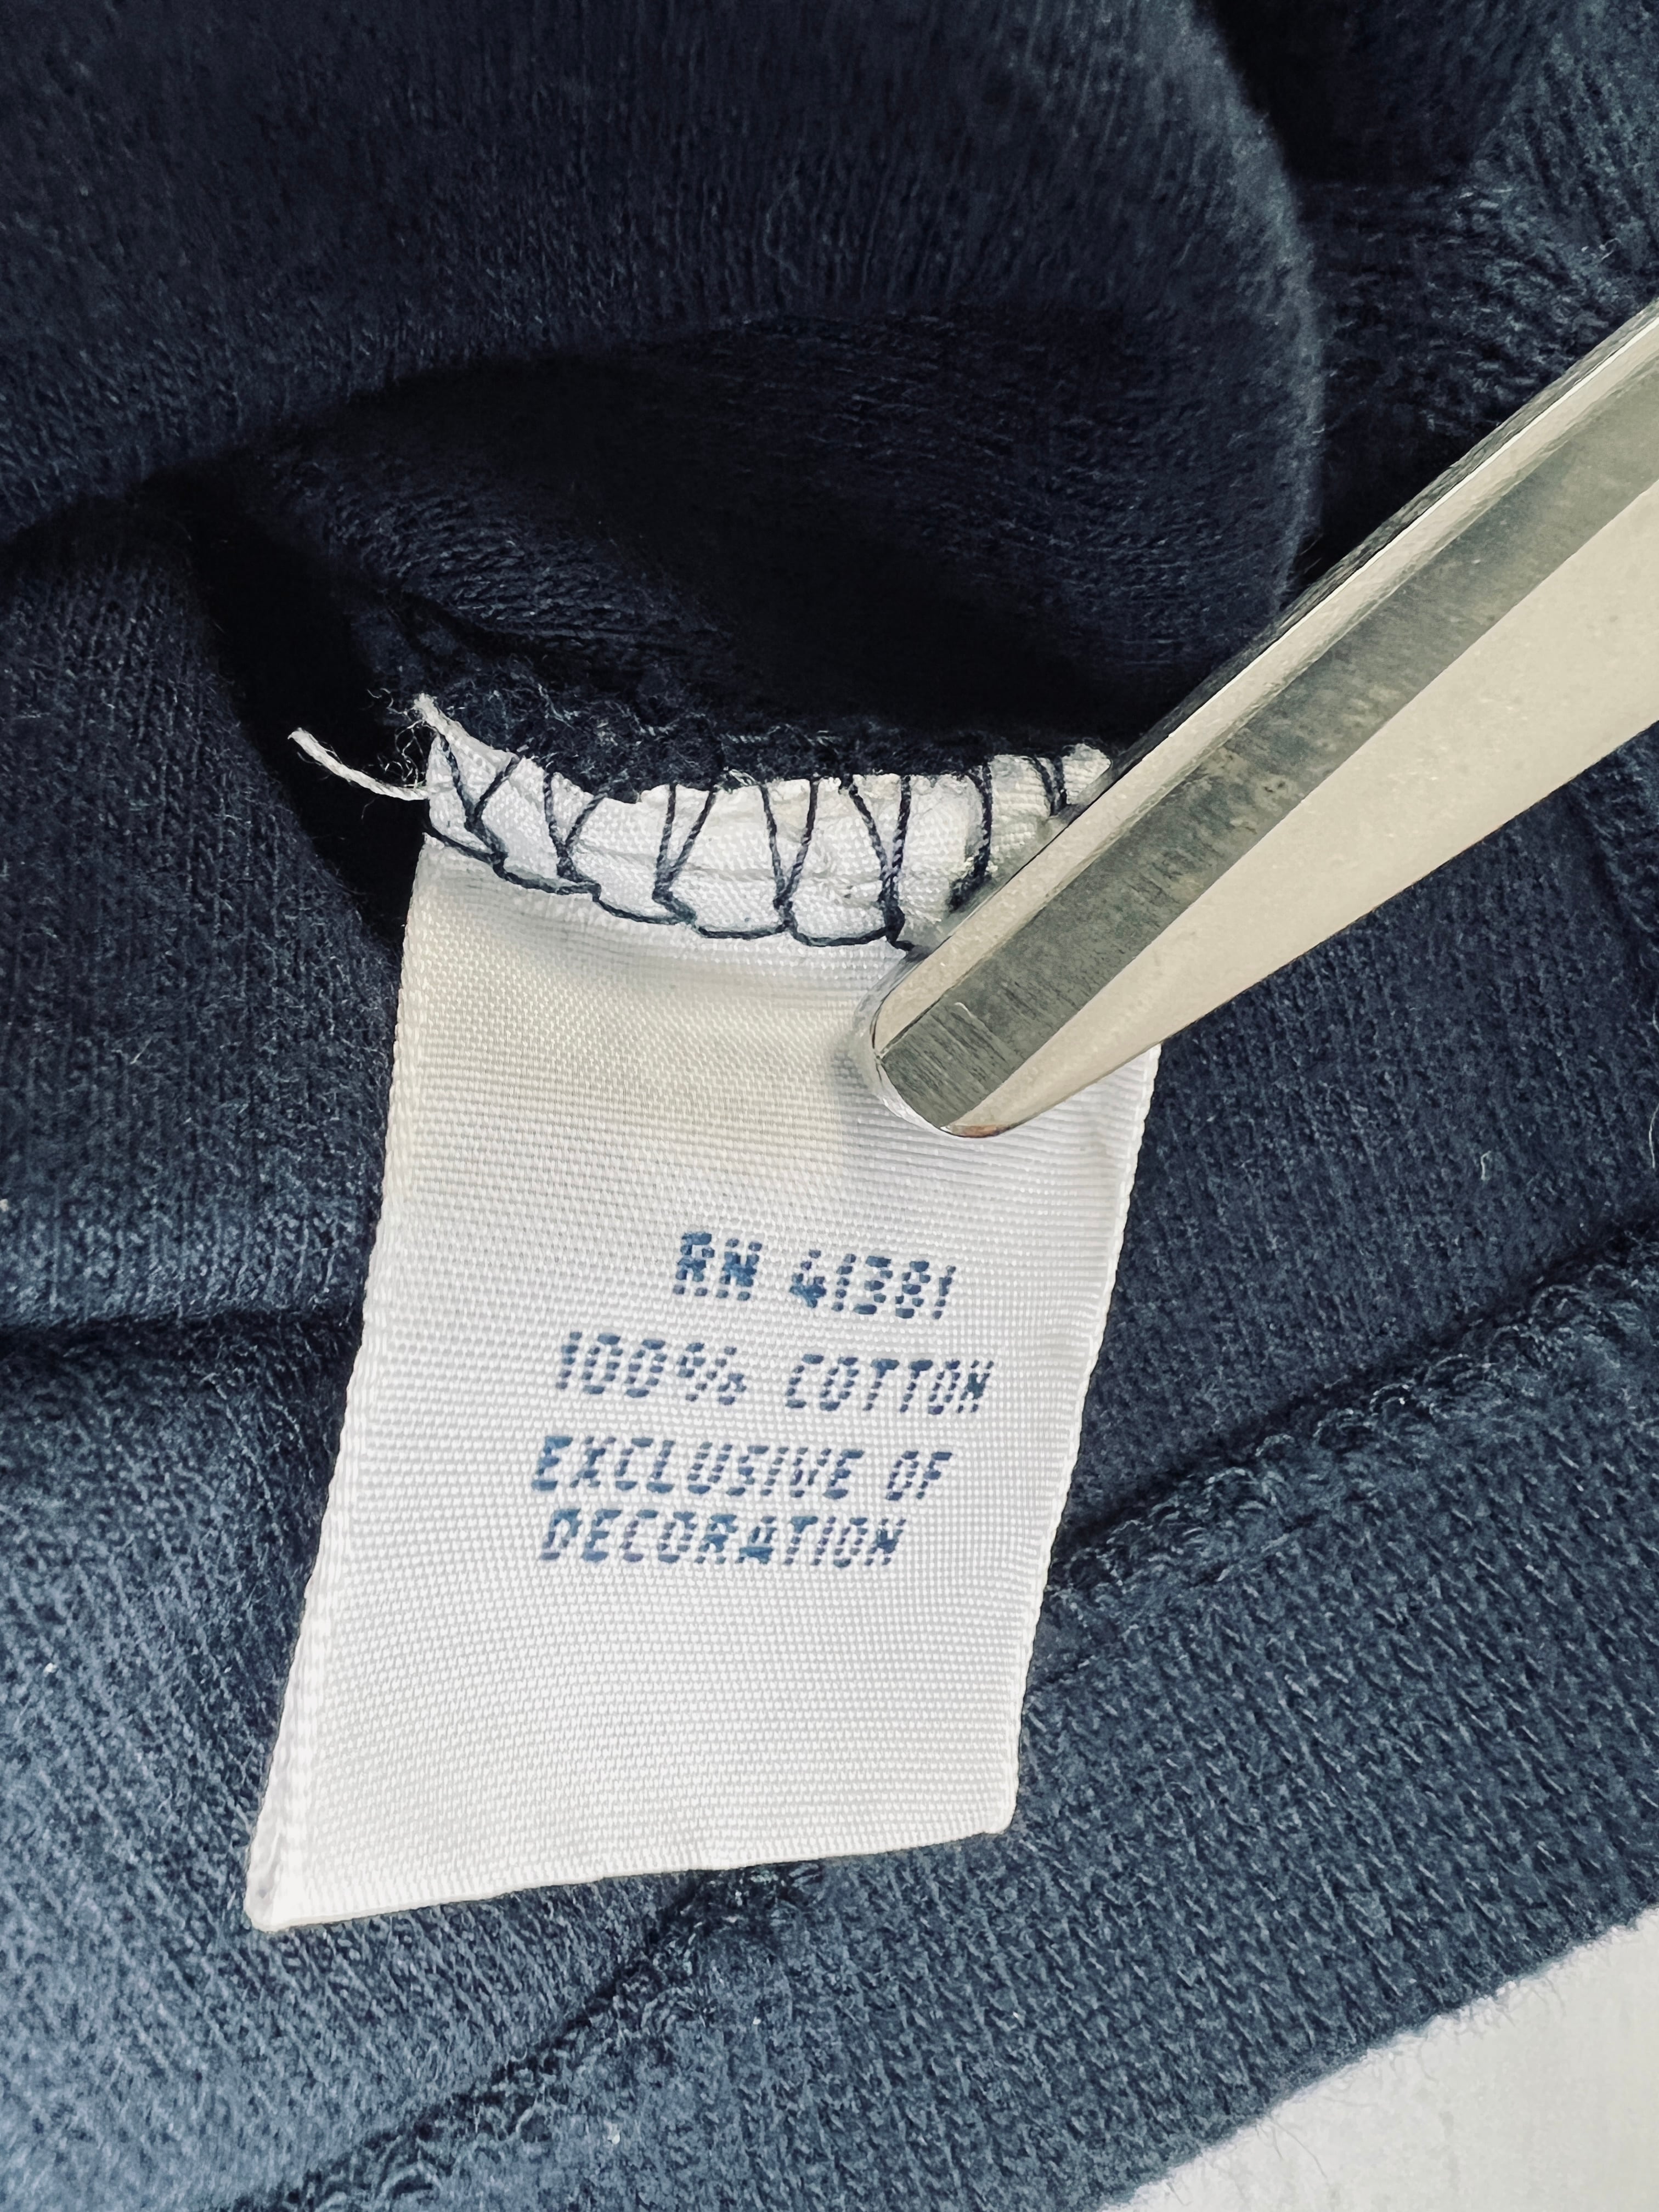 RN 41381
100% COTTON
EXCLUSIVE OF
DECORATION